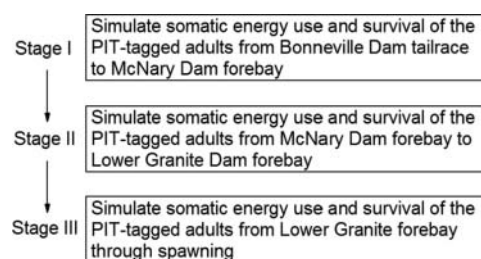 Stage I
Simulate somatic energy use and survival of the
PIT-tagged adults from Bonneville Dam tailrace
to McNary Dam forebay
Stage II
Simulate somatic energy use and survival of the
PIT-tagged adults from McNary Dam forebay to
Lower Granite Dam forebay
Stage III
Simulate somatic energy use and survival of the
PIT-tagged adults from Lower Granite forebay
through spawning